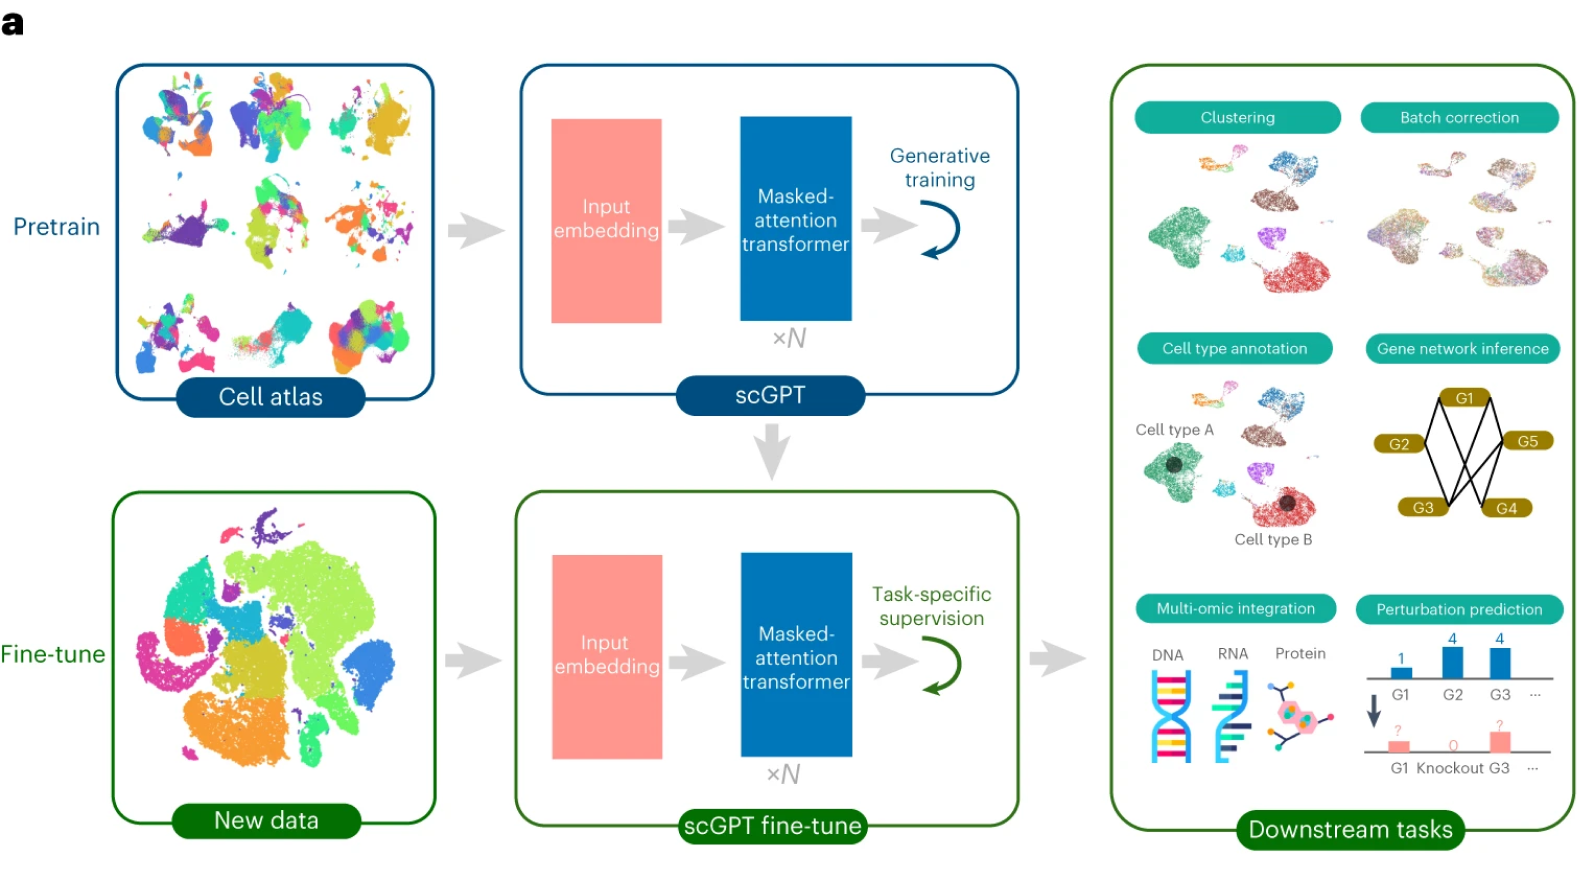 a
Pretrain
Cell atlas
Input
embedding
Masked-
attention
transformer
×N
Generative
training
scGPT
Fine-tune
New data
Input
embedding
Masked-
attention
transformer
×N
Task-specific
supervision
scGPT fine-tune
Clustering
Batch correction
Cell type annotation
Cell type A
Cell type B
Gene network inference
G1
G2
G5
G3
G4
Multi-omic integration
DNA
RNA
Protein
Perturbation prediction
1
4
4
G1
G2
G3
...
?
0
?
G1
Knockout
G3
...
Downstream tasks